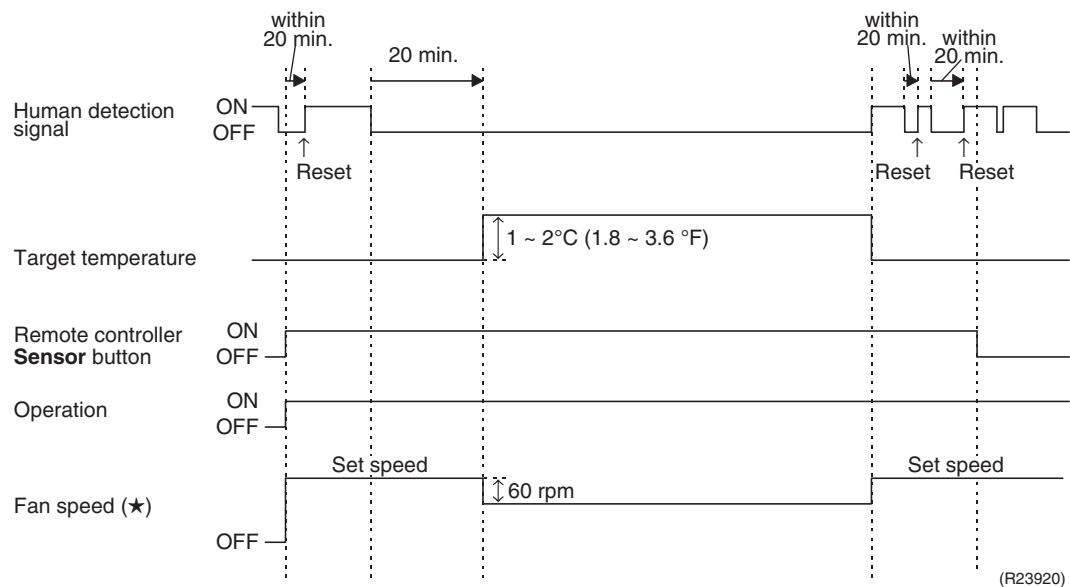 within
20 min.
20 min.
within
20 min.
within
20 min.
Human detection
signal
ON
OFF
Reset
Reset
Reset
1 ~ 2°C (1.8 ~ 3.6 °F)
Target temperature
Remote controller
Sensor button
ON
OFF
Operation
ON
OFF
Set speed
Set speed
60 rpm
Fan speed (★)
OFF
(R23920)